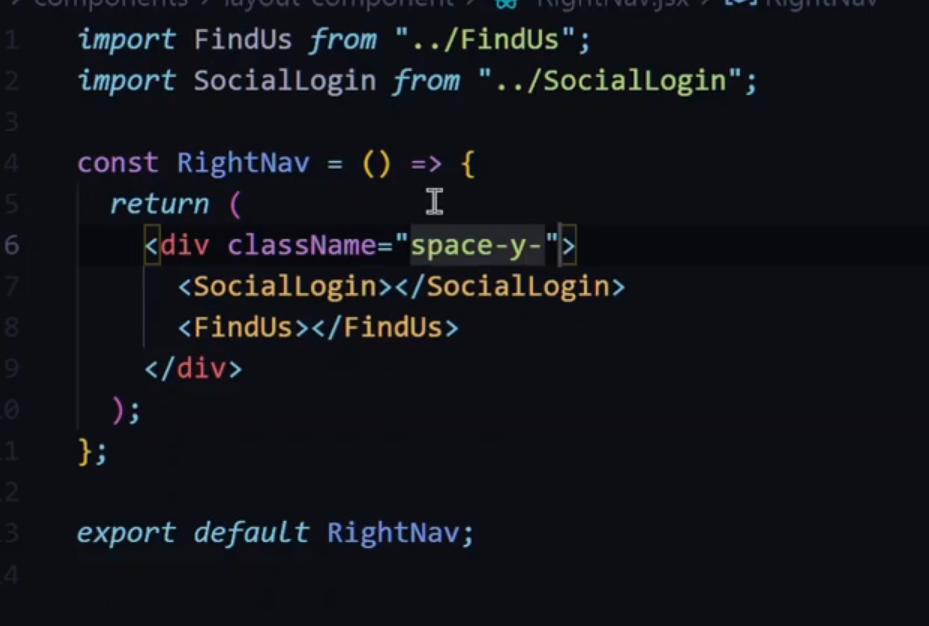 components > layout-component > RightNav.jsx > RightNav
1 import FindUs from "../FindUs";
2 import SocialLogin from "../SocialLogin";
3
4 const RightNav = () => {
5 return (
6 <div className="space-y-">
7 <SocialLogin></SocialLogin>
8 <FindUs></FindUs>
9 </div>
10 );
11 };
12
13 export default RightNav;
14